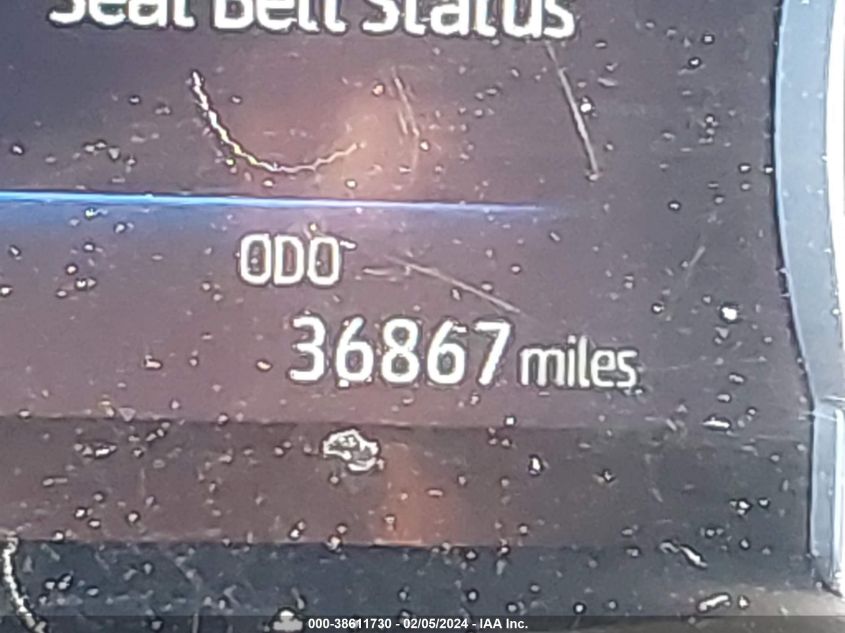 Seat Belt Status
ODO
36867 miles
000-38611730 - 02/05/2024 - IAA Inc.